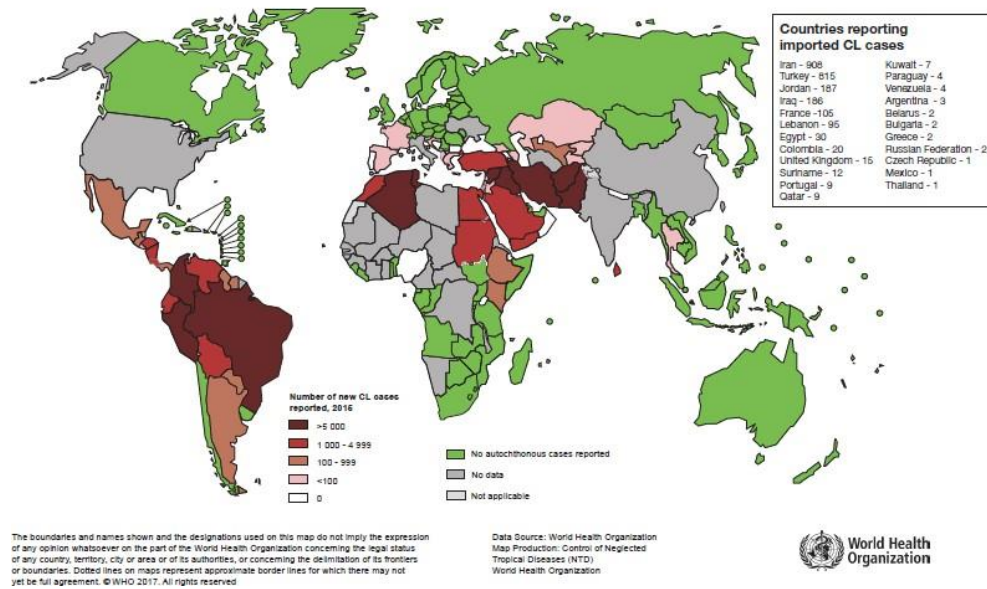 Countries reporting
imported CL cases
Iran - 908
Turkey - 815
Jordan - 187
Iraq - 186
France -105
Lebanon - 95
Egypt - 30
Colombia - 20
United Kingdom - 15
Suriname - 12
Portugal - 9
Qatar - 9
Kuwait - 7
Paraguay - 4
Venezuela - 4
Argentina - 3
Belarus - 2
Bulgaria - 2
Greece - 2
Russian Federation - 2
Czech Republic - 1
Mexico - 1
Thailand - 1
Number of new CL cases
reported, 2015
>5 000
1 000 - 4 999
100 - 999
<100
0
No autochthonous cases reported
No data
Not applicable
The boundaries and names shown and the designations used on this map do not imply the expression
of any opinion whatsoever on the part of the World Health Organization concerning the legal status
of any country, territory, city or area or of its authorities, or concerning the delimitation of its frontiers
or boundaries. Dotted lines on maps represent approximate border lines for which there may not
yet be full agreement. © WHO 2017. All rights reserved
Data Source: World Health Organization
Map Production: Control of Neglected
Tropical Diseases (NTD)
World Health Organization
World Health
Organization